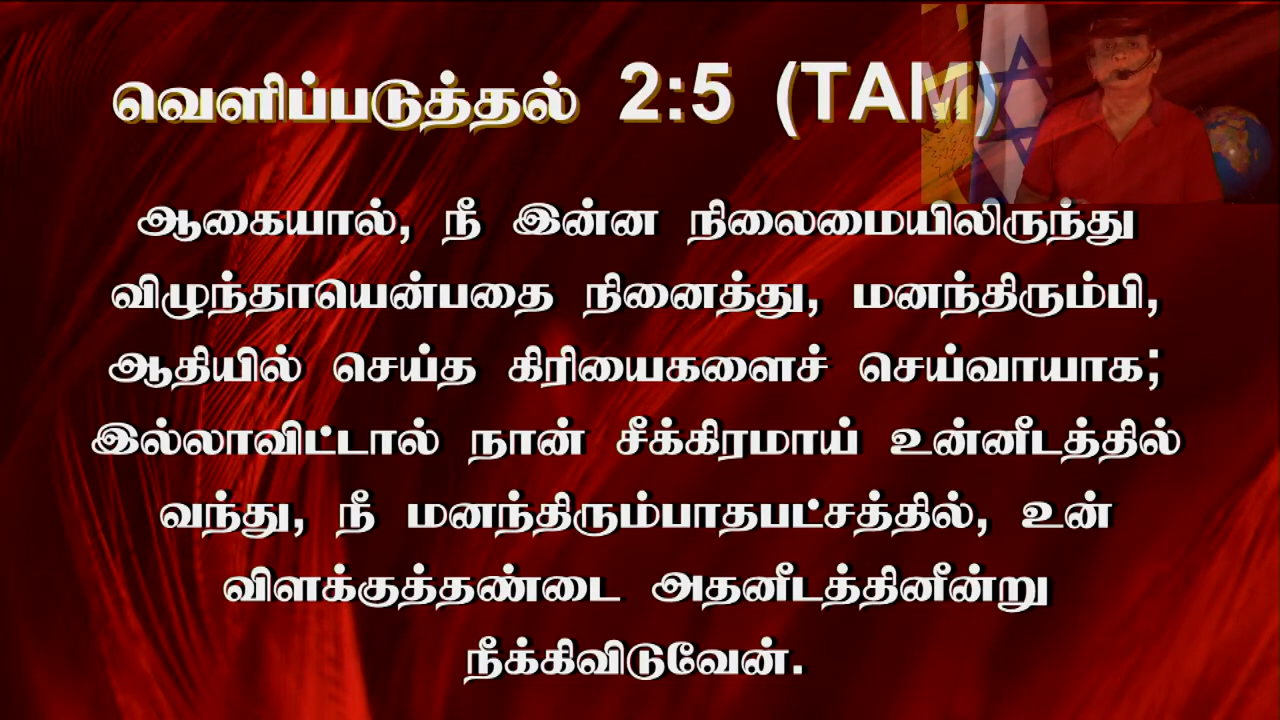 வெளிப்படுத்தல் 2:5 (TAM)
ஆகையால், நீ இன்ன நிலைமையிலிருந்து
விழுந்தாயென்பதை நினைத்து, மனந்திரும்பி,
ஆதியில் செய்த கிரியைகளைச் செய்வாயாக;
இல்லாவிட்டால் நான் சீக்கிரமாய் உன்னீடத்தில்
வந்து, நீ மனந்திரும்பாதபட்சத்தில், உன்
விளக்குத்தண்டை அதனீடத்தினீன்று
நீக்கிவிடுவேன்.